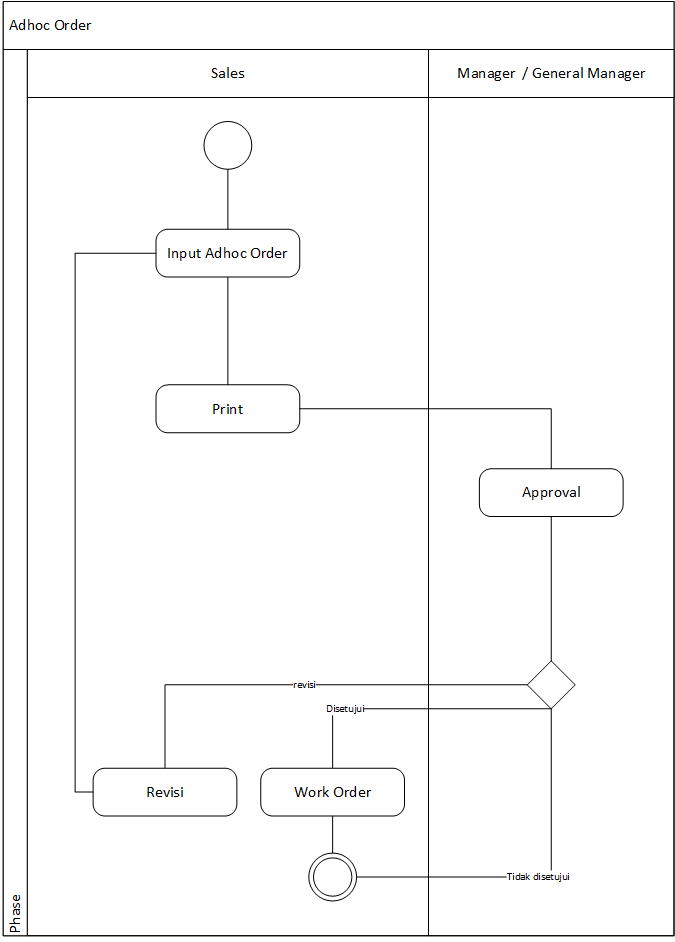 Adhoc Order
Sales
Manager / General Manager
Input Adhoc Order
Print
Approval
revisi
Disetujui
Revisi
Work Order
Tidak disetujui
Phase